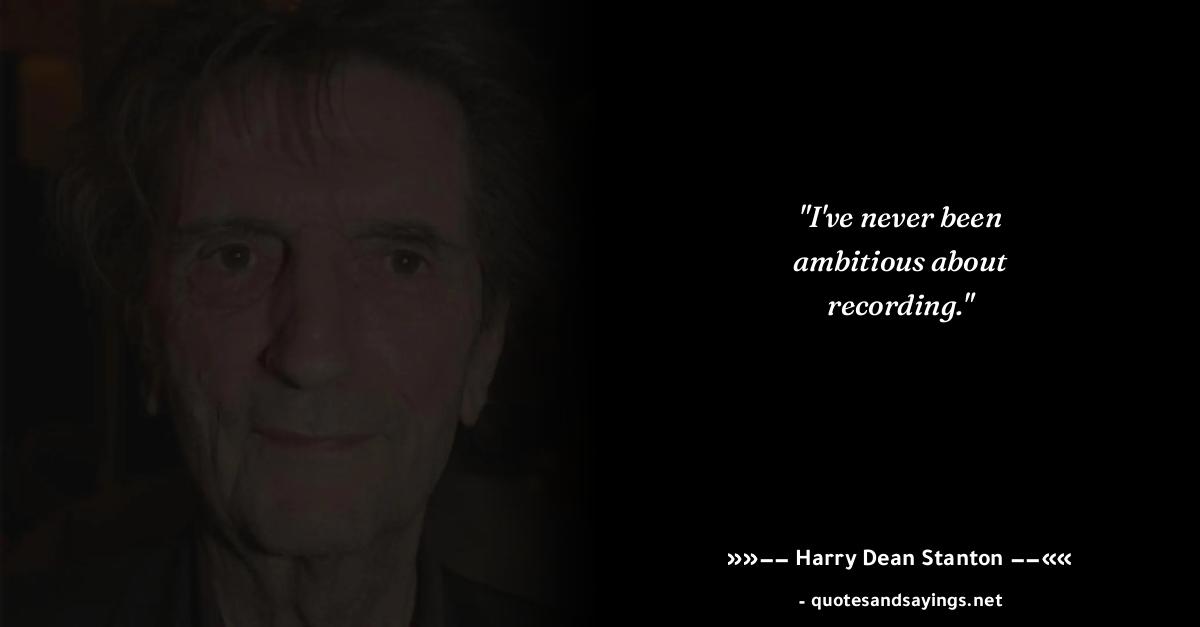 "I've never been
ambitious about
recording."
»»−− Harry Dean Stanton −−««
- quotesandsayings.net